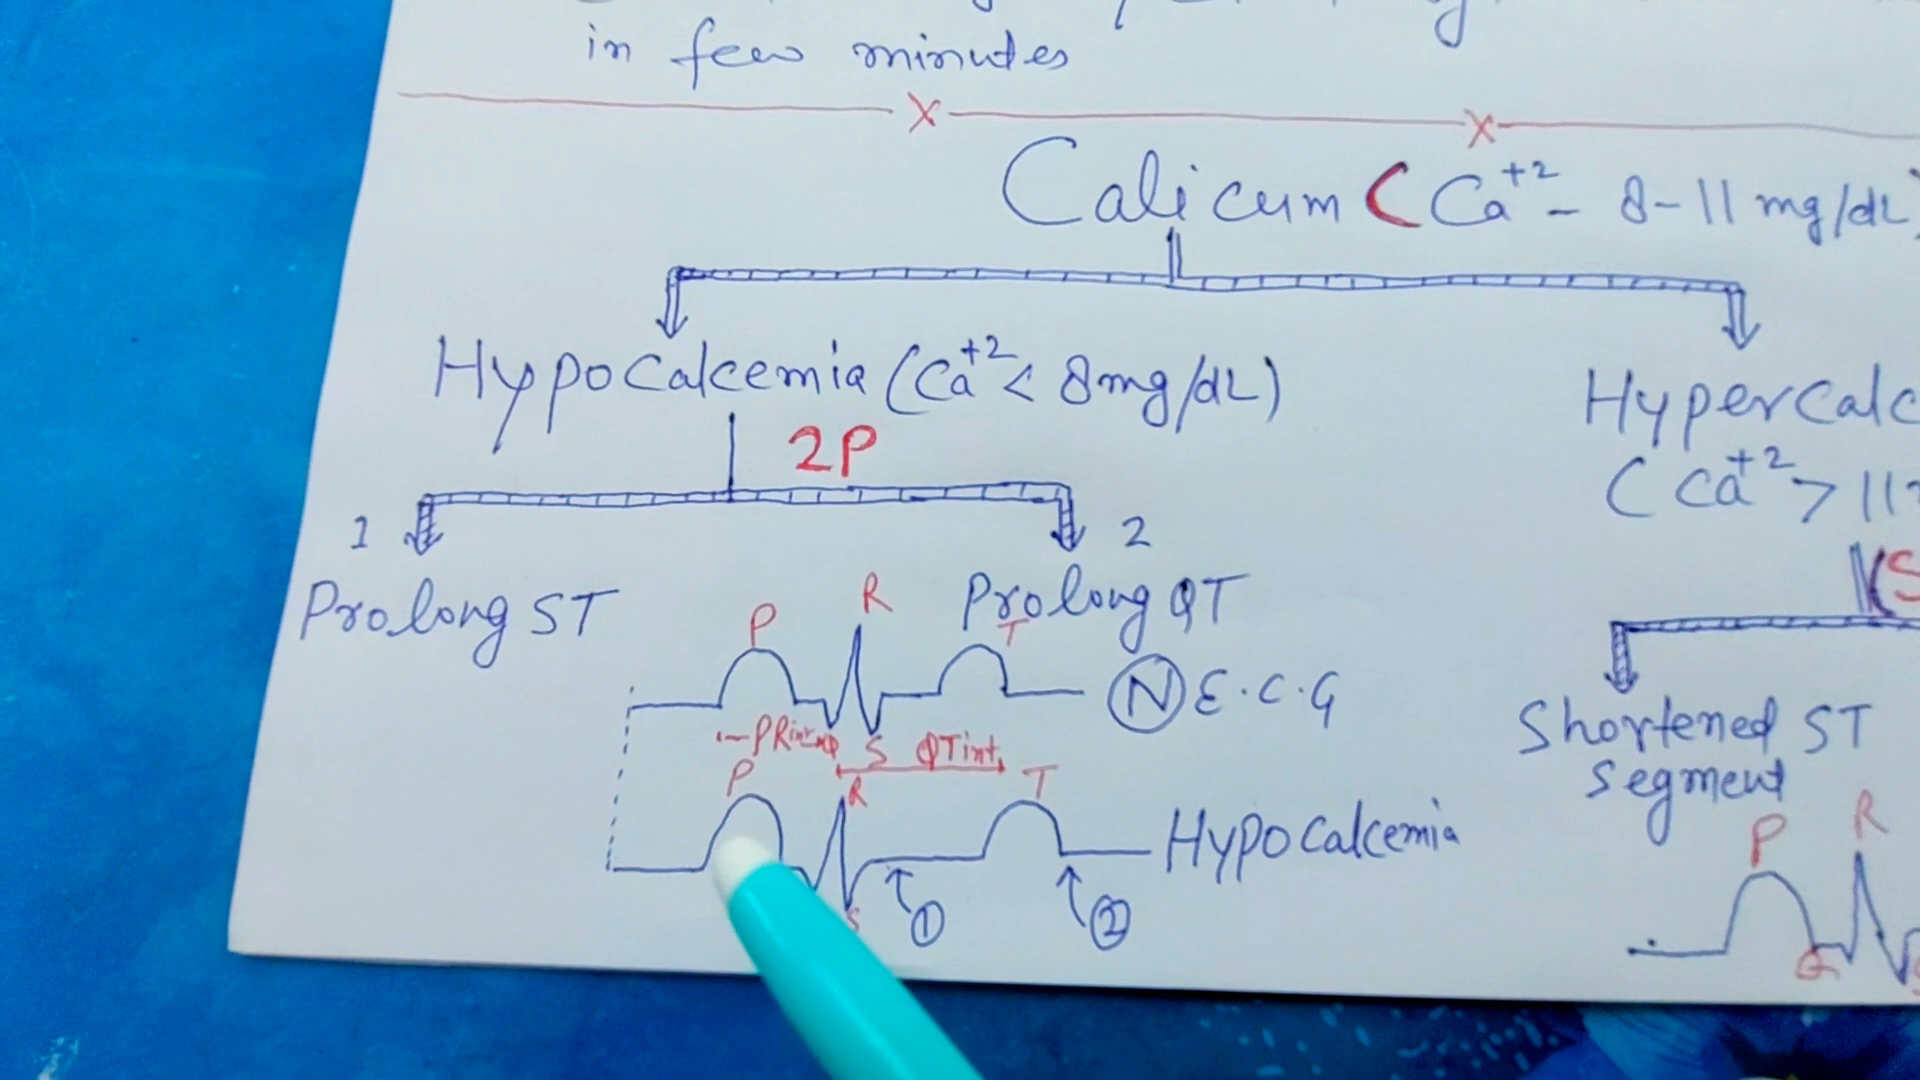 in few minutes
X X
Calicum ( Ca+2 - 8-11 mg/dL)
Hypocalcemia (Ca+2 < 8mg/dL)
Hypercalc
( Ca+2 > 11
2P
1 2
Prolong ST
Prolong QT
(S
P R T
N E.C.G
PR int Q S QT int
Shortened ST
segment
P R T
S
Hypocalcemia
1 2
P R
Q